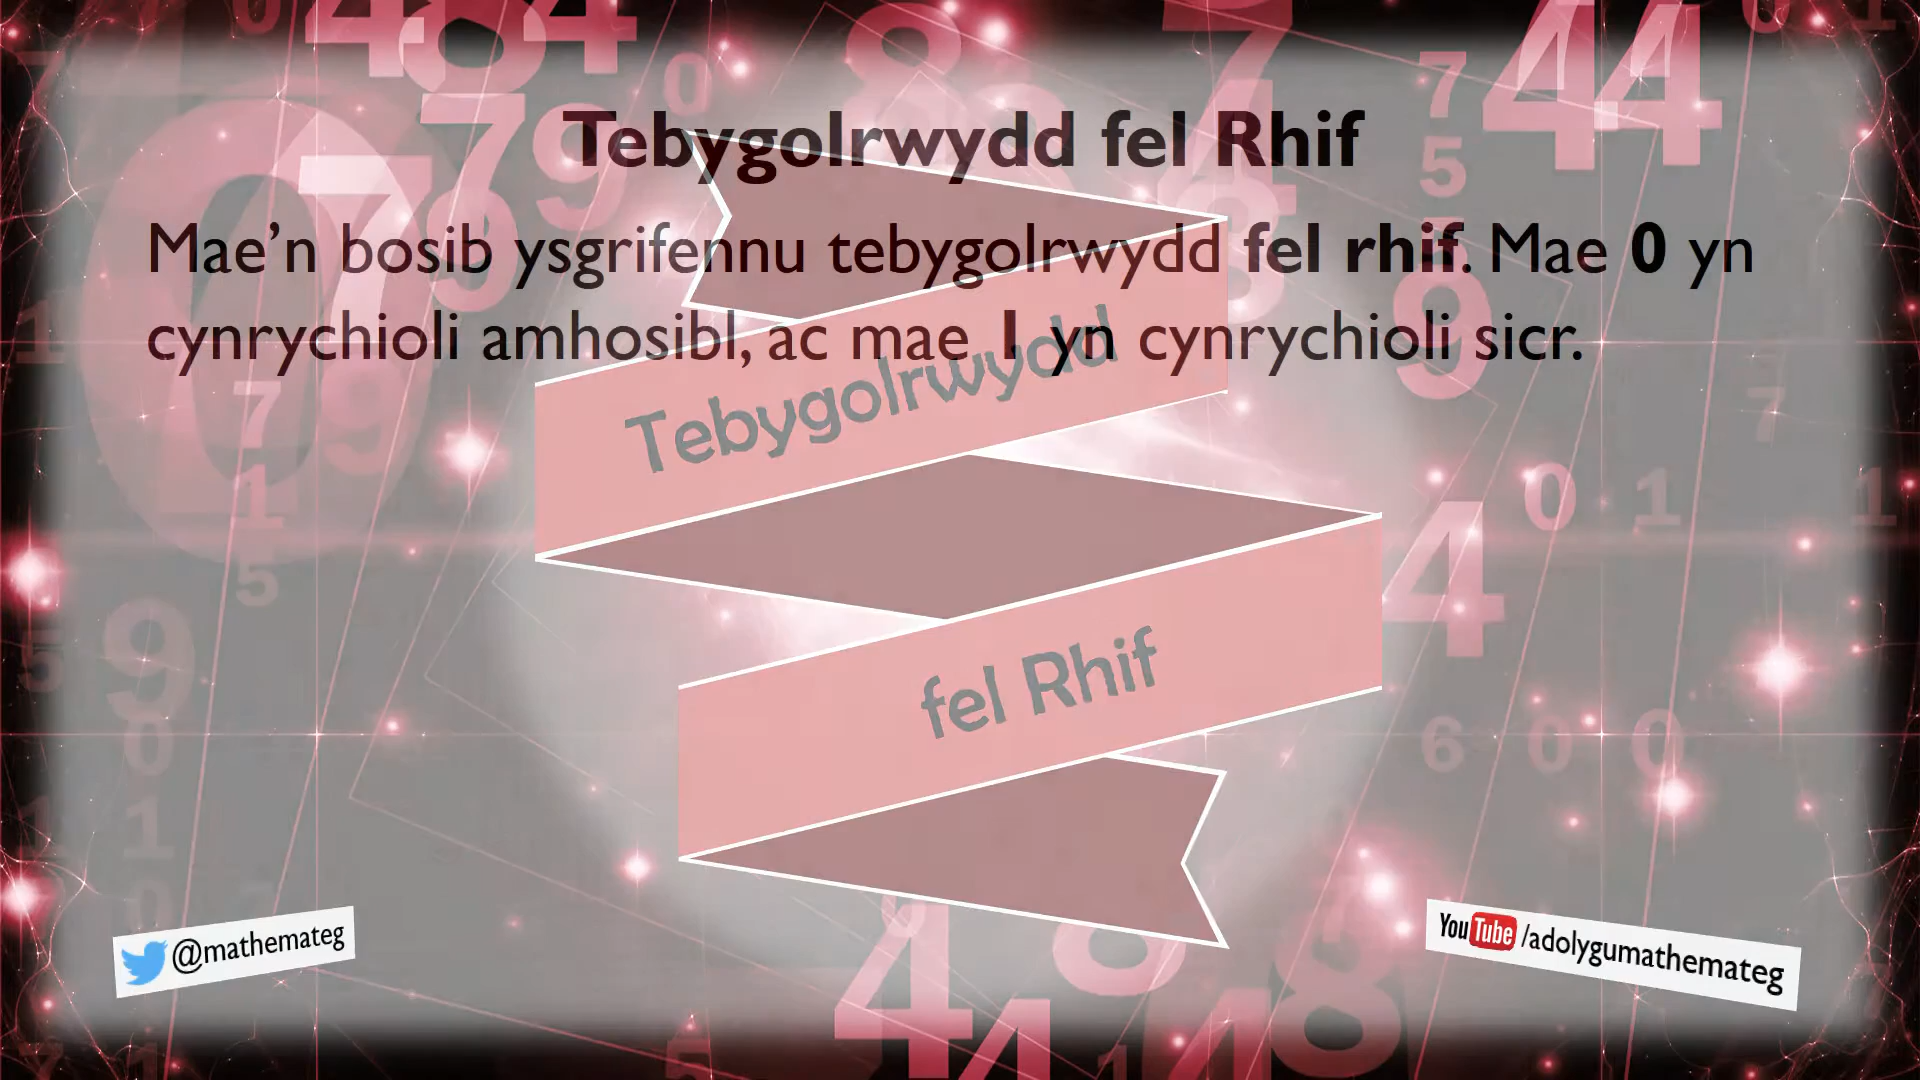 Tebygolrwydd fel Rhif
Mae’n bosib ysgrifennu tebygolrwydd fel rhif. Mae 0 yn
cynrychioli amhosibl, ac mae 1 yn cynrychioli sicr.
Tebygolrwydd
fel Rhif
@mathemateg
YouTube /adolygumathemateg